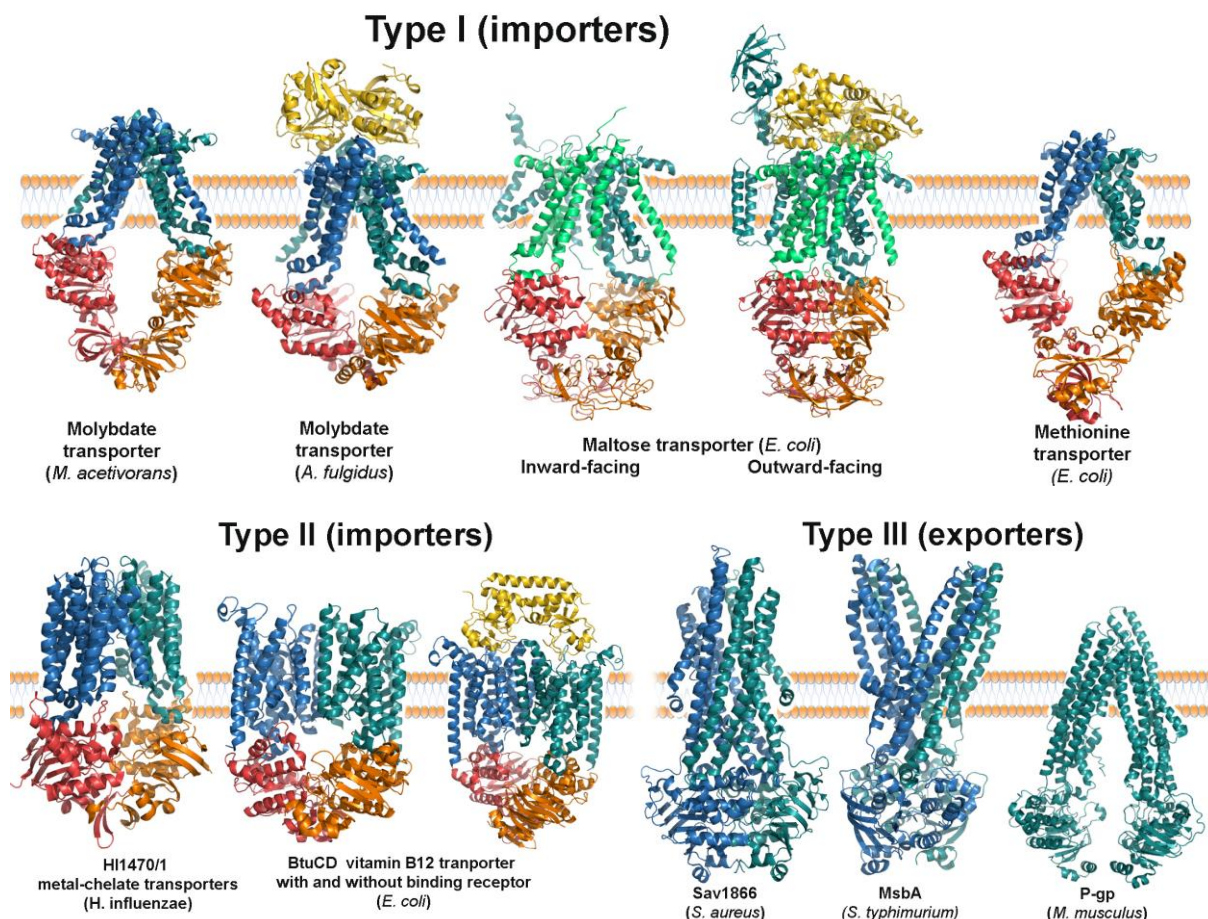 Type I (importers)
Molybdate
transporter
(M. acetivorans)
Molybdate
transporter
(A. fulgidus)
Maltose transporter (E. coli)
Inward-facing
Outward-facing
Methionine
transporter
(E. coli)
Type II (importers)
Type III (exporters)
HI1470/1
metal-chelate transporters
(H. influenzae)
BtuCD vitamin B12 tranporter
with and without binding receptor
(E. coli)
Sav1866
(S. aureus)
MsbA
(S. typhimurium)
P-gp
(M. musculus)